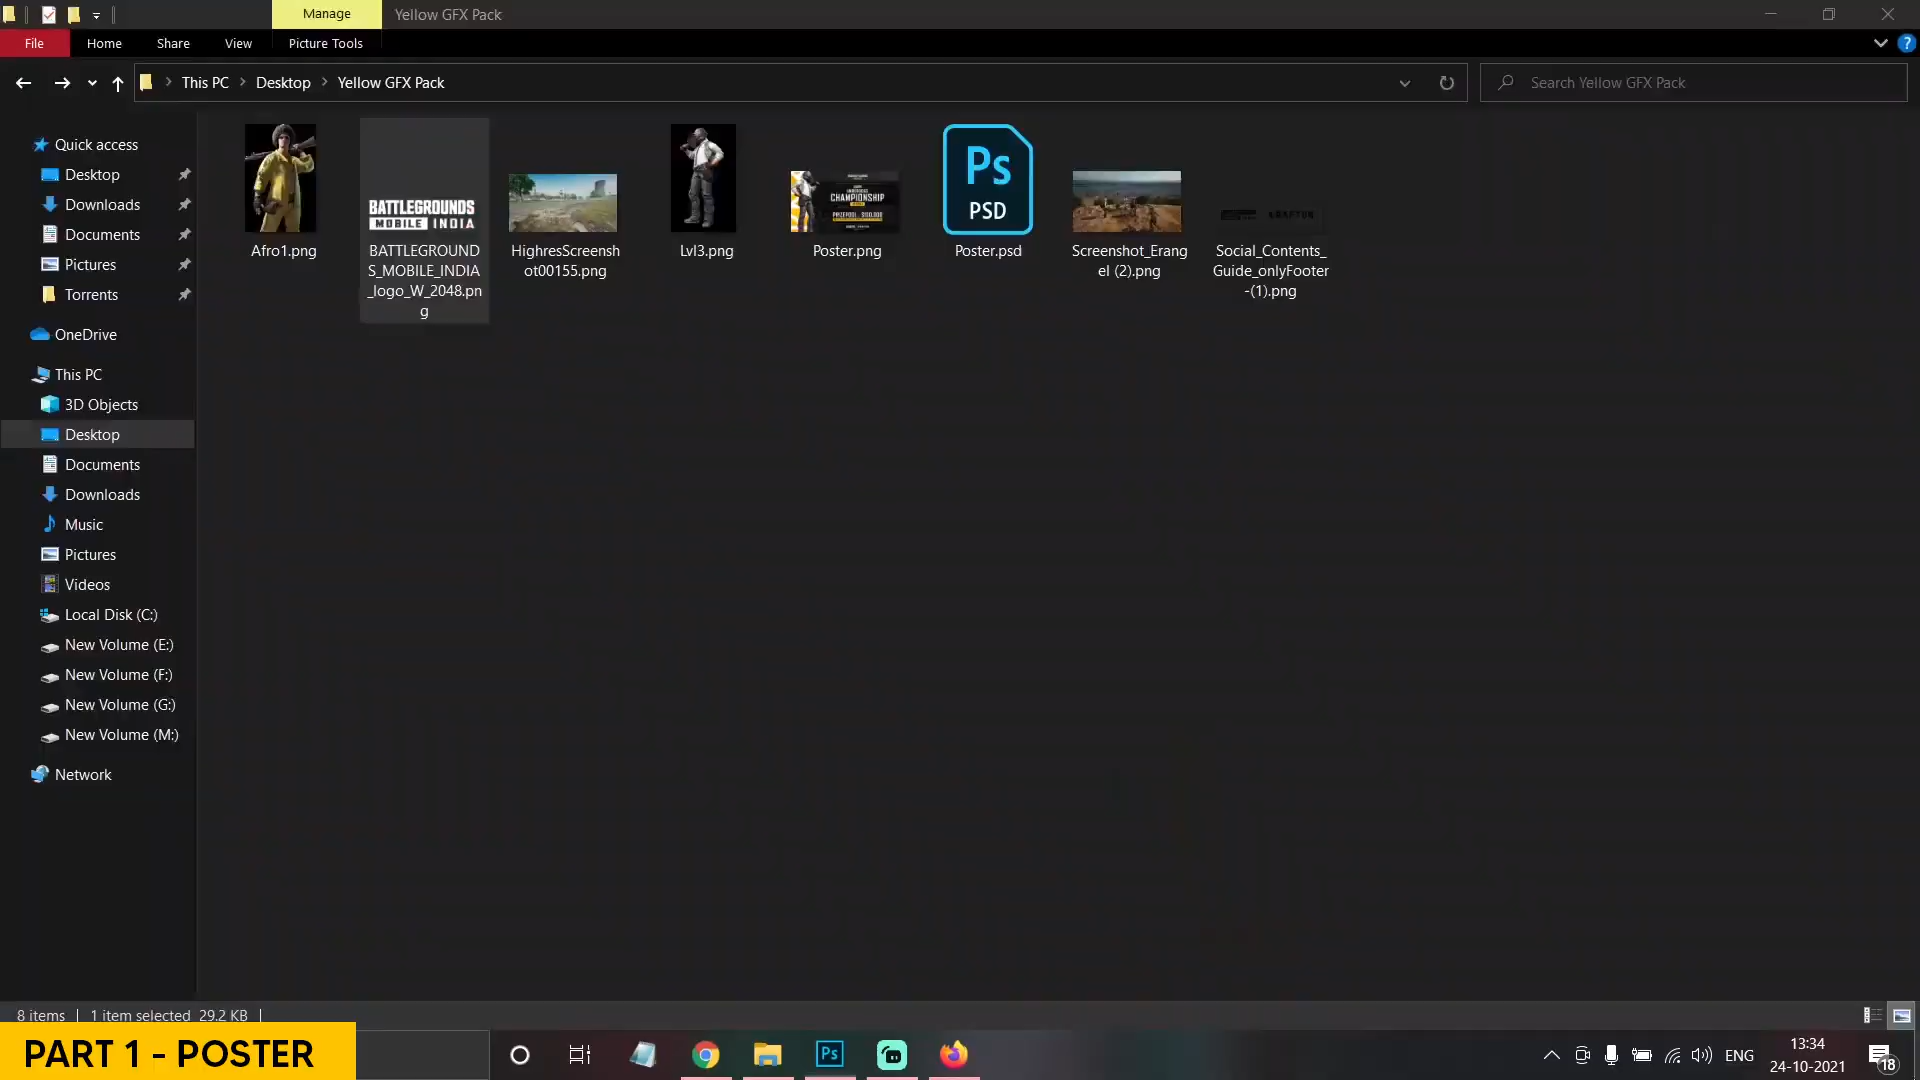 Manage
Yellow GFX Pack
File
Home
Share
View
Picture Tools
?
This PC
Desktop
Yellow GFX Pack
Search Yellow GFX Pack
Quick access
Desktop
Downloads
Documents
Pictures
Torrents
OneDrive
This PC
3D Objects
Desktop
Documents
Downloads
Music
Pictures
Videos
Local Disk (C:)
New Volume (E:)
New Volume (F:)
New Volume (G:)
New Volume (M:)
Network
Afro1.png
BATTLEGROUNDS
MOBILE INDIA
BATTLEGROUND
S_MOBILE_INDIA
_logo_W_2048.pn
g
HighresScreensh
ot00155.png
Lvl3.png
CHAMPIONSHIP
Poster.png
Ps
PSD
Poster.psd
Screenshot_Erang
el (2).png
KRAFTON
Social_Contents_
Guide_onlyFooter
-(1).png
8 items
1 item selected 29.2 KB
PART 1 - POSTER
Ps
ENG
13:34
24-10-2021
18